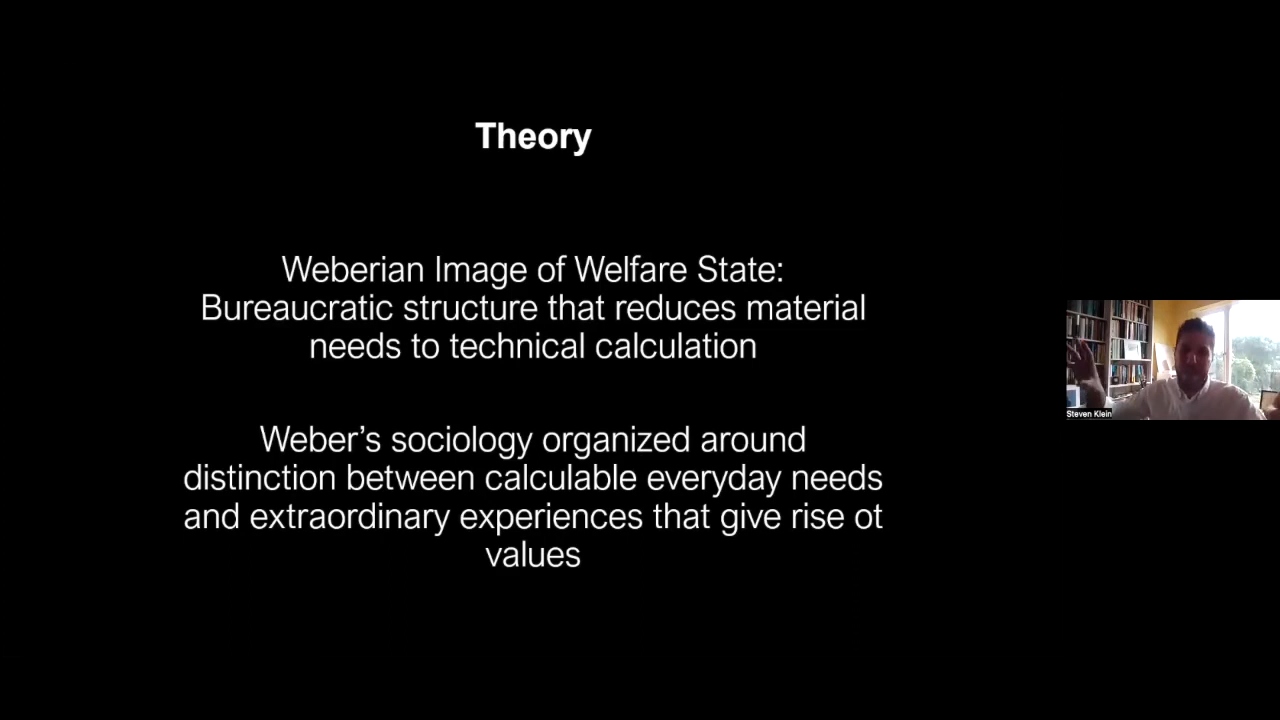 Theory
Weberian Image of Welfare State:
Bureaucratic structure that reduces material
needs to technical calculation
Weber’s sociology organized around
distinction between calculable everyday needs
and extraordinary experiences that give rise ot
values
Steven Klein